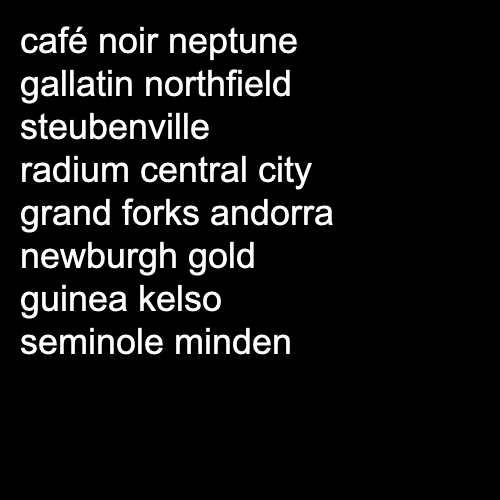 café noir neptune
gallatin northfield
steubenville
radium central city
grand forks andorra
newburgh gold
guinea kelso
seminole minden